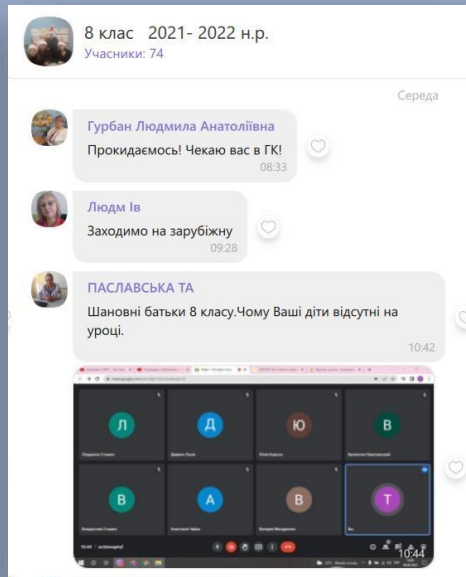 8 клас 2021- 2022 н.р.
Учасники: 74
Середа
Гурбан Людмила Анатоліївна
Прокидаємось! Чекаю вас в ГК!
08:33
Людм Ів
Заходимо на зарубіжну
09:28
ПАСЛАВСЬКА ТА
Шановні батьки 8 класу.Чому Ваші діти відсутні на
уроці.
10:42
Л
Д
Ю
В
В
А
В
Т
Ви
10:44